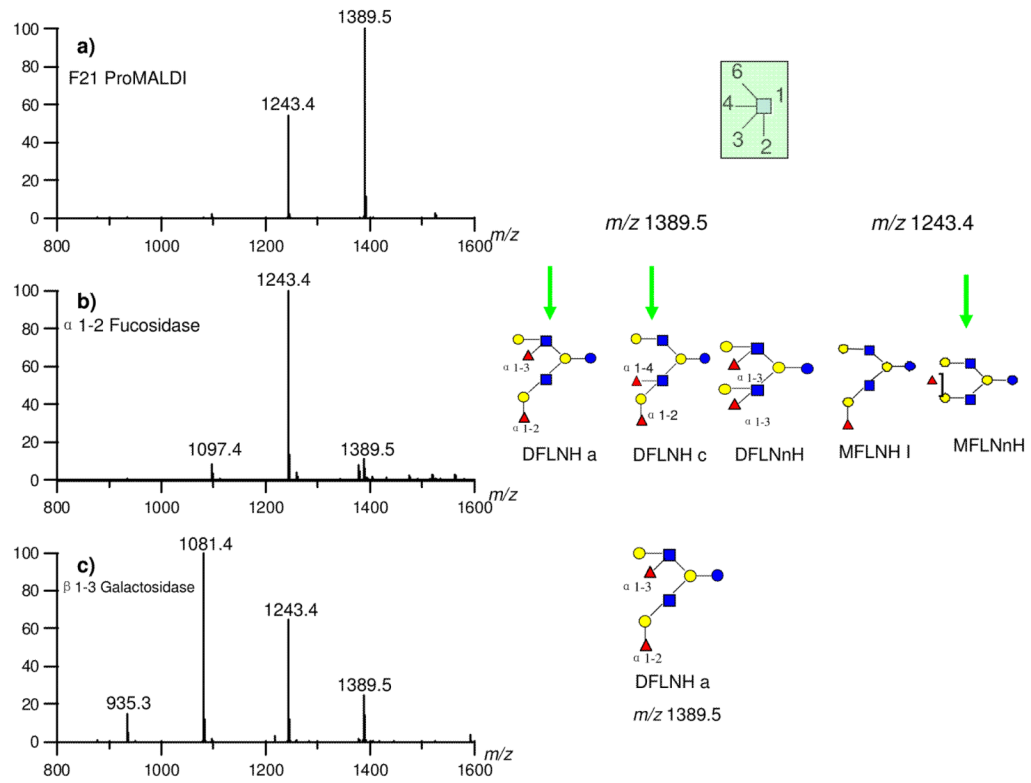 1389.5
100
a)
F21 ProMALDI
80
60
1243.4
40
20
0
800 1000 1200 1400 1600
m/z
6
4
1
3
2
m/z 1389.5
m/z 1243.4
1243.4
100
b)
α 1-2 Fucosidase
80
60
40
20
1097.4
1389.5
0
800 1000 1200 1400 1600
m/z
α 1-3
α 1-2
α 1-4
α 1-2
α 1-3
α 1-3
DFLNH a
DFLNH c
DFLNnH
MFLNH I
MFLNnH
1081.4
100
c)
β 1-3 Galactosidase
80
1243.4
60
40
1389.5
935.3
20
0
800 1000 1200 1400 1600
m/z
α 1-3
α 1-2
DFLNH a
m/z 1389.5